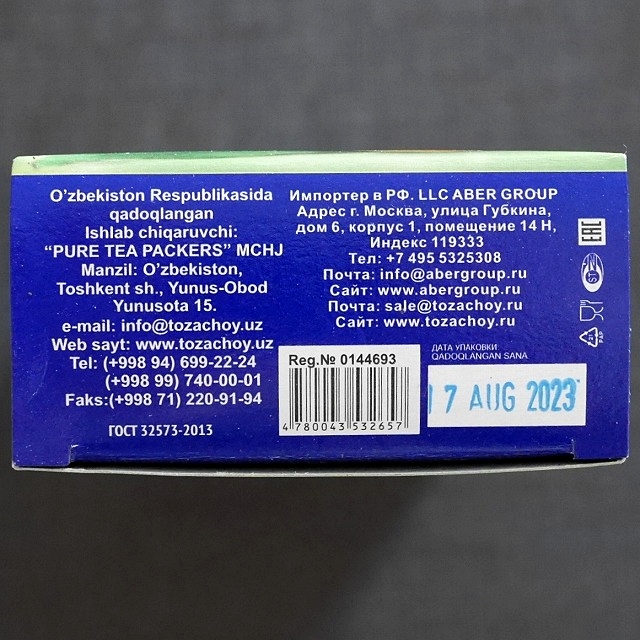 O'zbekiston Respublikasida
qadoqlangan
Ishlab chiqaruvchi:
“PURE TEA PACKERS” MCHJ
Manzil: O'zbekiston,
Toshkent sh., Yunus-Obod
Yunusota 15.
e-mail: info@tozachoy.uz
Web sayt: www.tozachoy.uz
Tel: (+998 94) 699-22-24
(+998 99) 740-00-01
Faks:(+998 71) 220-91-94
ГОСТ 32573-2013
Импортер в РФ. LLC ABER GROUP
Адрес г. Москва, улица Губкина,
дом 6, корпус 1, помещение 14 Н,
Индекс 119333
Тел: +7 495 5325308
Почта: info@abergroup.ru
Сайт: www.abergroup.ru
Почта: sale@tozachoy.ru
Сайт: www.tozachoy.ru
Reg.№ 0144693
4 780043 532657
ДАТА УПАКОВКИ
QADOQLANGAN SANA
17 AUG 2023
EAC
21
PAP